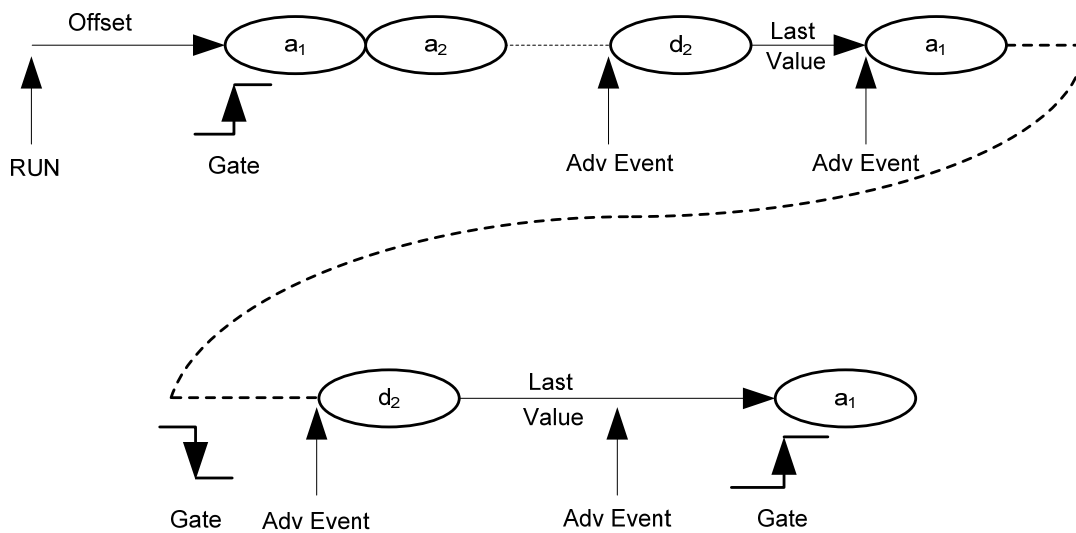 Offset
a₁
a₂
d₂
Last
Value
a₁
RUN
Gate
Adv Event
Adv Event
d₂
Last
Value
a₁
Gate
Adv Event
Adv Event
Gate